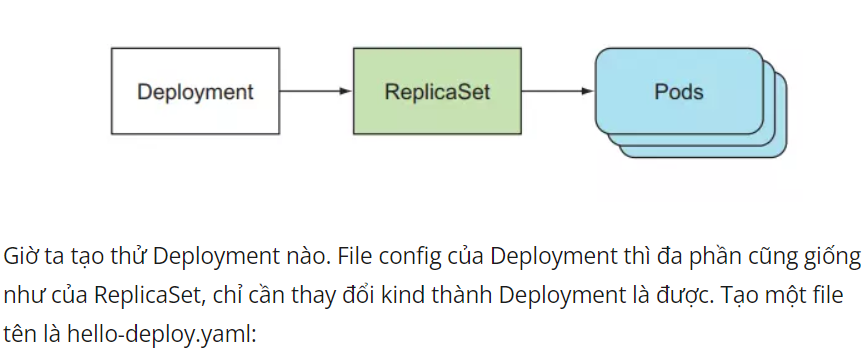 Deployment
ReplicaSet
Pods
Giờ ta tạo thử Deployment nào. File config của Deployment thì đa phần cũng giống
như của ReplicaSet, chỉ cần thay đổi kind thành Deployment là được. Tạo một file
tên là hello-deploy.yaml: